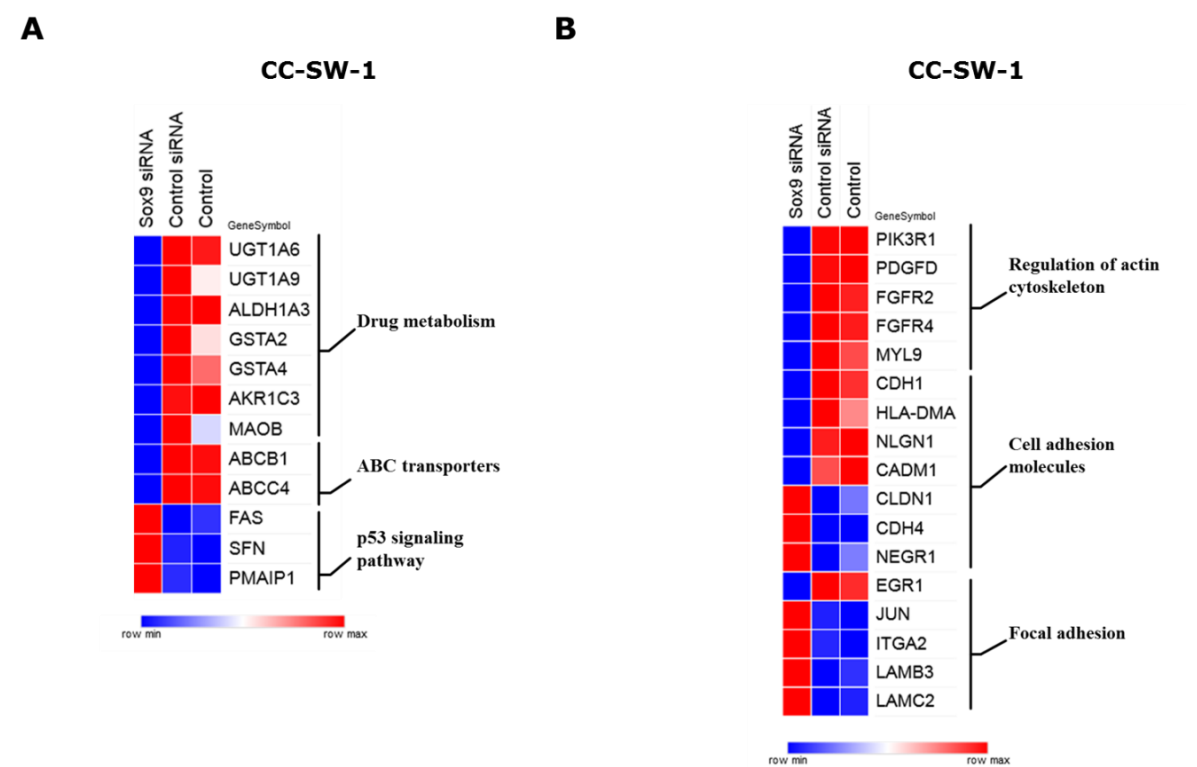 A
CC-SW-1
Sox9 siRNA
Control siRNA
Control
GeneSymbol
UGT1A6
UGT1A9
ALDH1A3
GSTA2
GSTA4
AKR1C3
MAOB
ABCB1
ABCC4
FAS
SFN
PMAIP1
Drug metabolism
ABC transporters
p53 signaling
pathway
row min
row max
B
CC-SW-1
Sox9 siRNA
Control siRNA
Control
GeneSymbol
PIK3R1
PDGFD
FGFR2
FGFR4
MYL9
CDH1
HLA-DMA
NLGN1
CADM1
CLDN1
CDH4
NEGR1
EGR1
JUN
ITGA2
LAMB3
LAMC2
Regulation of actin
cytoskeleton
Cell adhesion
molecules
Focal adhesion
row min
row max